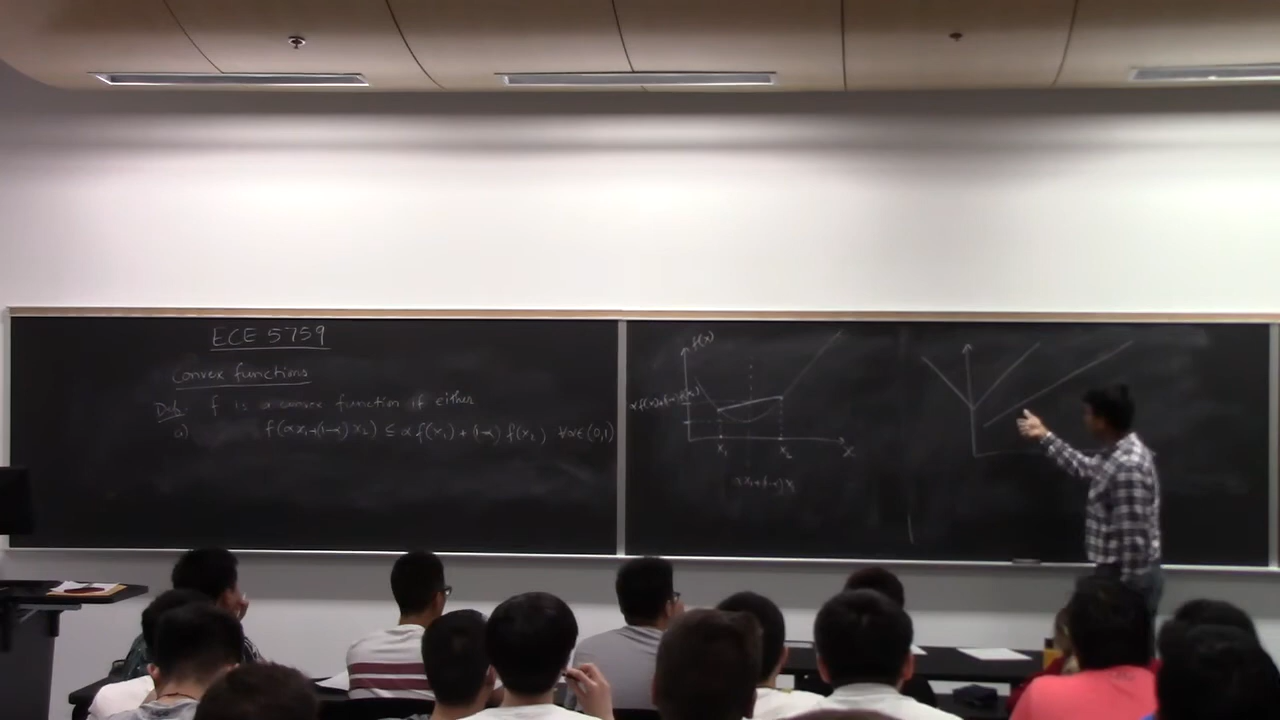 ECE 5759
Convex functions
Def. f is a convex function if either
a) f(αx₁+(1-α)x₂) ≤ αf(x₁)+(1-α)f(x₂) ∀α∈(0,1)
f(x)
x₁ x₂ x